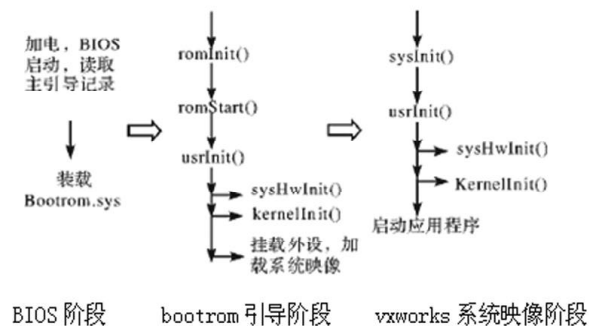 加电，BIOS
启动，读取
主引导记录
装载
Bootrom.sys
romInit()
romStart()
usrInit()
sysHwInit()
kernelInit()
挂载外设，加
载系统映像
sysInit()
usrInit()
sysHwInit()
KernelInit()
启动应用程序
BIOS 阶段
bootrom 引导阶段
vxworks 系统映像阶段